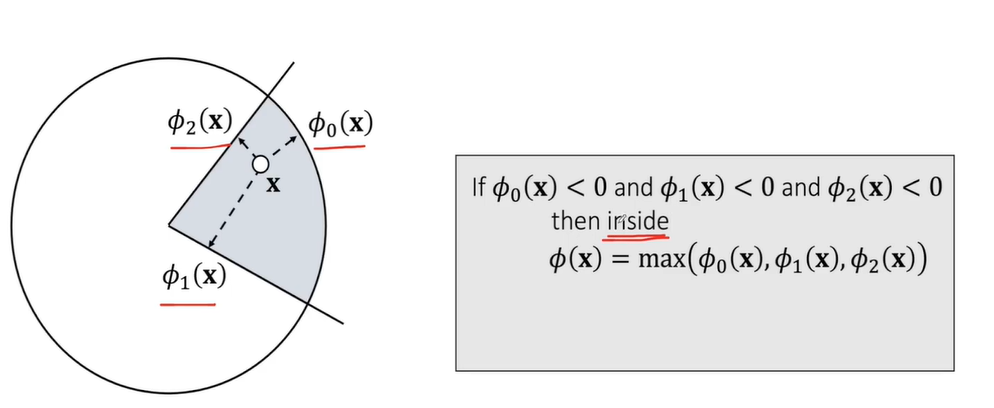 ϕ₂(𝐱)
ϕ₀(𝐱)
𝐱
ϕ₁(𝐱)
If ϕ₀(𝐱) < 0 and ϕ₁(𝐱) < 0 and ϕ₂(𝐱) < 0
then inside
ϕ(𝐱) = max(ϕ₀(𝐱), ϕ₁(𝐱), ϕ₂(𝐱))